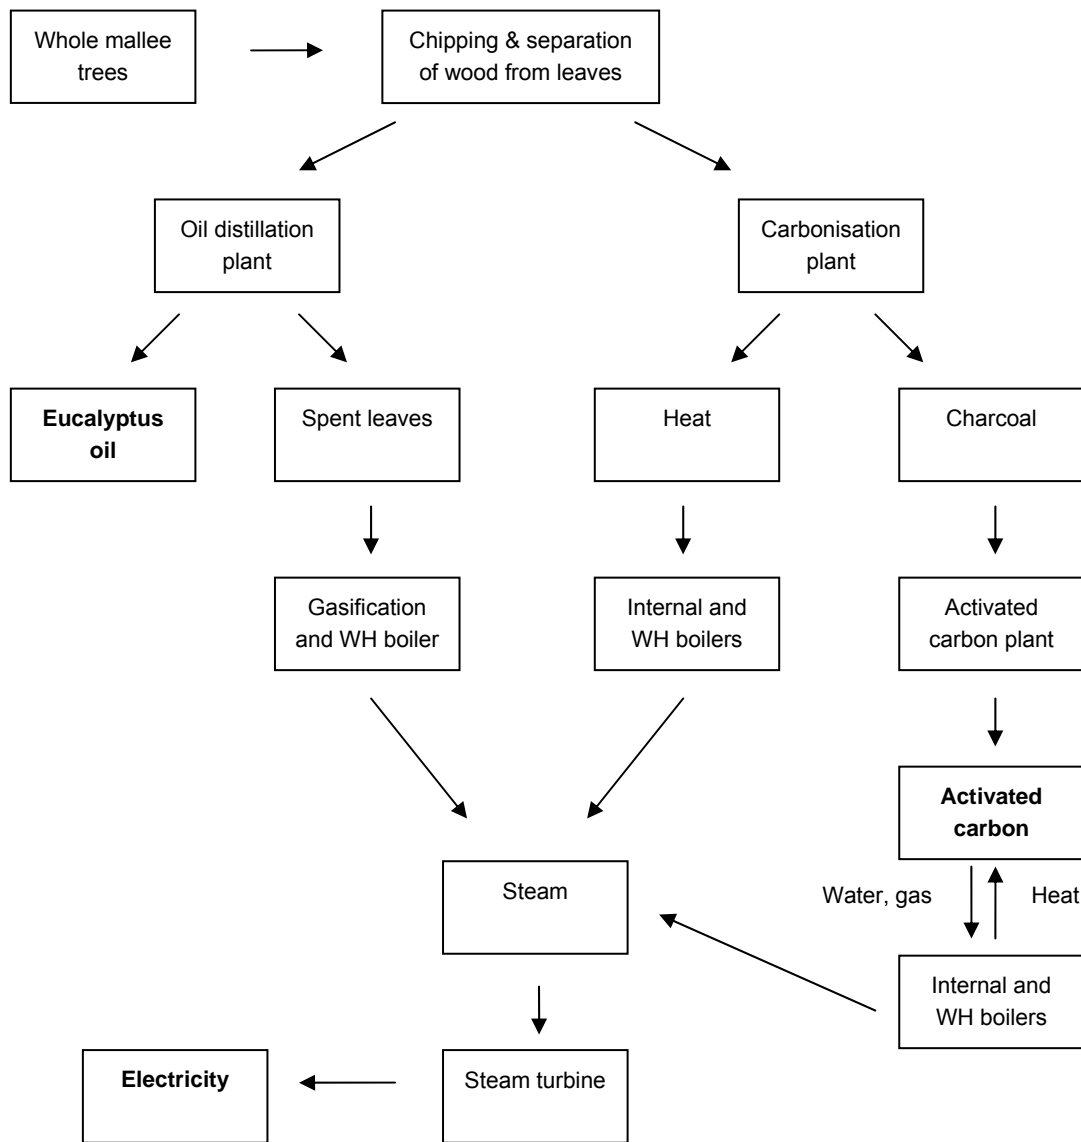 Whole mallee
trees
Chipping & separation
of wood from leaves
Oil distillation
plant
Carbonisation
plant
Eucalyptus
oil
Spent leaves
Heat
Charcoal
Gasification
and WH boiler
Internal and
WH boilers
Activated
carbon plant
Activated
carbon
Steam
Water, gas
Heat
Internal and
WH boilers
Electricity
Steam turbine